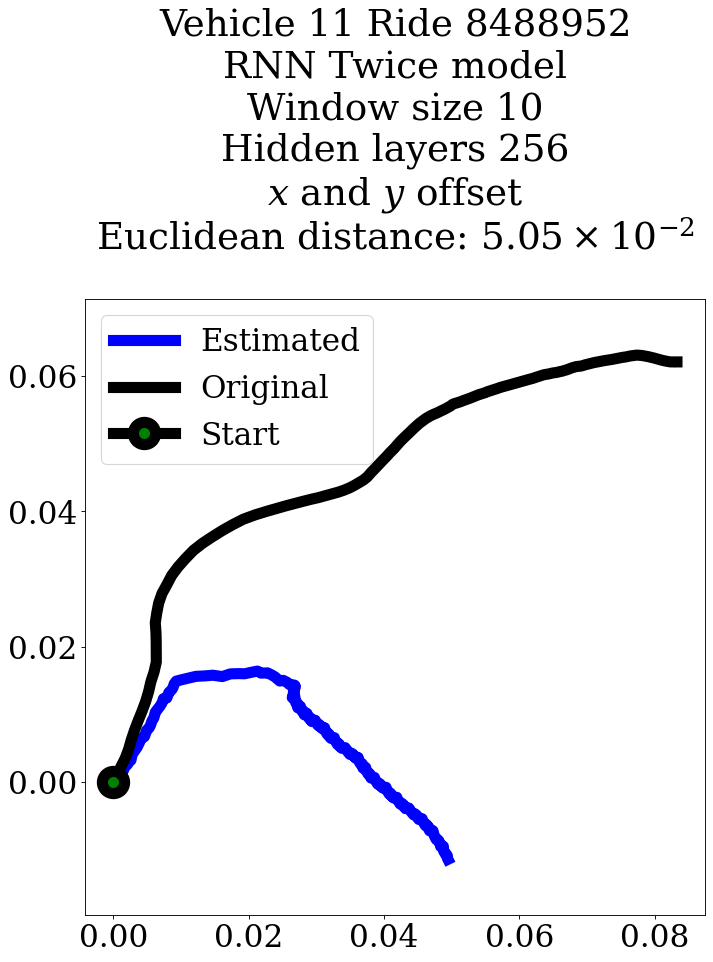 Vehicle 11 Ride 8488952
RNN Twice model
Window size 10
Hidden layers 256
x and y offset
Euclidean distance: 5.05 × 10⁻²
Estimated
Original
Start
0.06
0.04
0.02
0.00
0.00 0.02 0.04 0.06 0.08